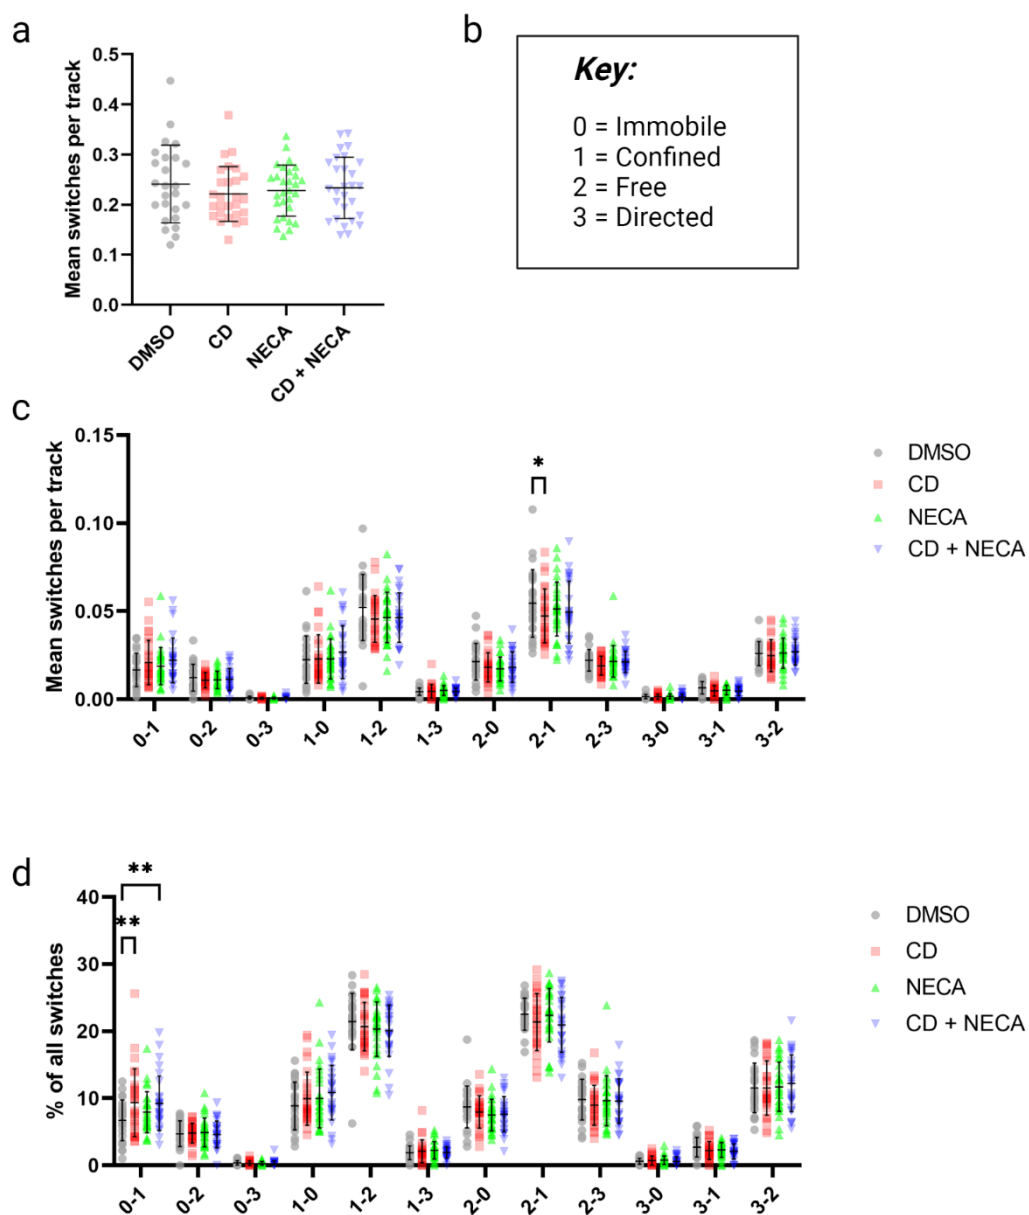 a
Mean switches per track
0.5
0.4
0.3
0.2
0.1
0.0
DMSO
CD
NECA
CD + NECA
b
Key:
0 = Immobile
1 = Confined
2 = Free
3 = Directed
c
Mean switches per track
0.15
0.10
0.05
0.00
*
0-1
0-2
0-3
1-0
1-2
1-3
2-0
2-1
2-3
3-0
3-1
3-2
DMSO
CD
NECA
CD + NECA
d
% of all switches
40
30
20
10
0
**
**
0-1
0-2
0-3
1-0
1-2
1-3
2-0
2-1
2-3
3-0
3-1
3-2
DMSO
CD
NECA
CD + NECA